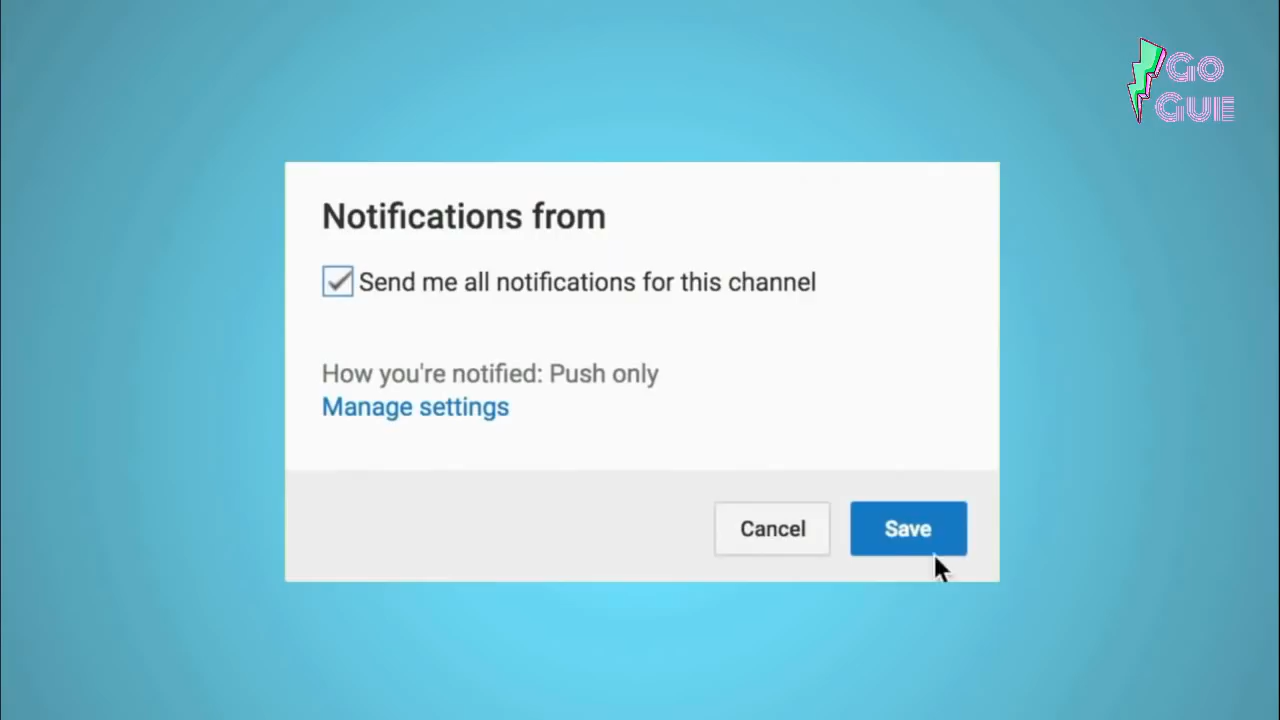 Go
Gue
Notifications from
Send me all notifications for this channel
How you're notified: Push only
Manage settings
Cancel
Save